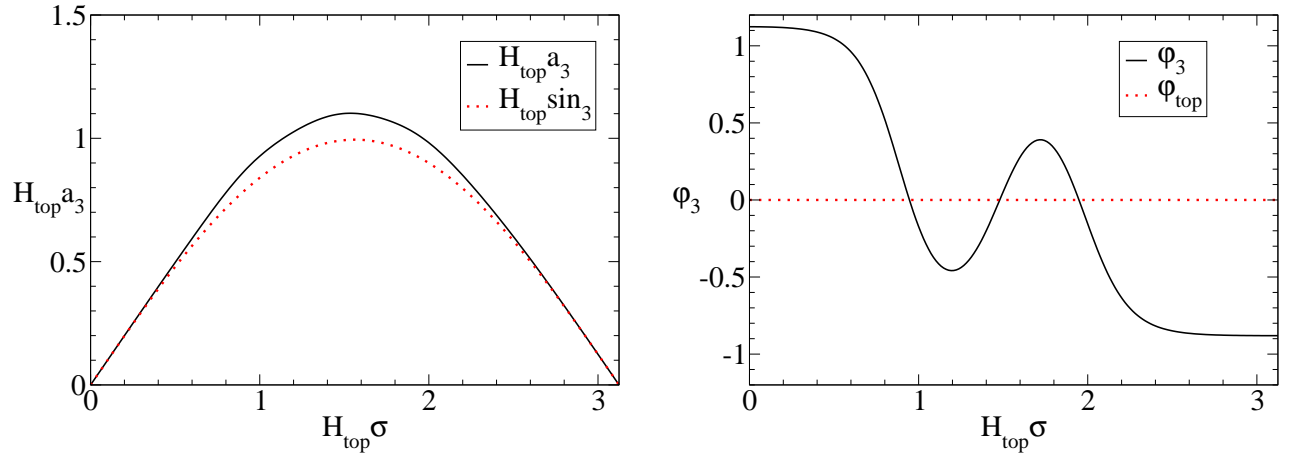 1.5
H_top a_3
H_top sin_3
1
H_top a_3
0.5
0
0 1 2 3
H_top σ
1
φ_3
φ_top
0.5
φ_3
0
-0.5
-1
0 1 2 3
H_top σ